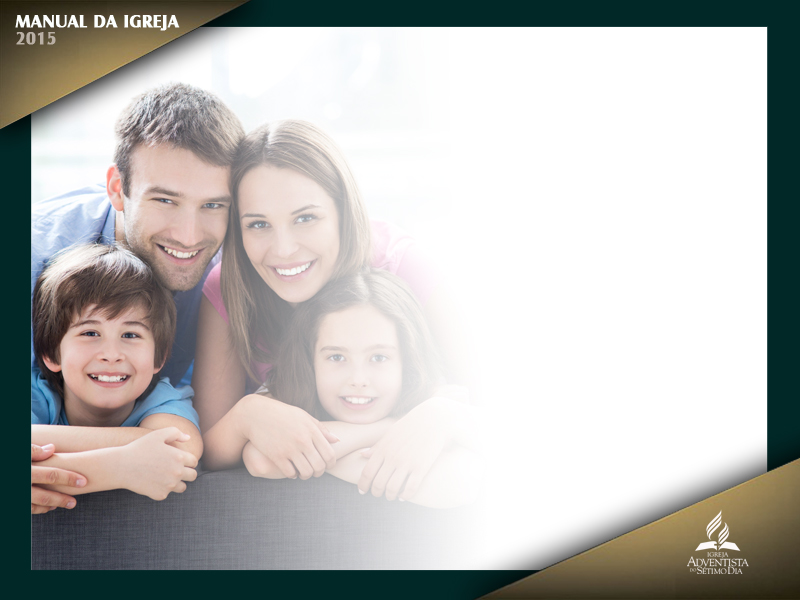 MANUAL DA IGREJA
2015
IGREJA
ADVENTISTA
DO SÉTIMO DIA